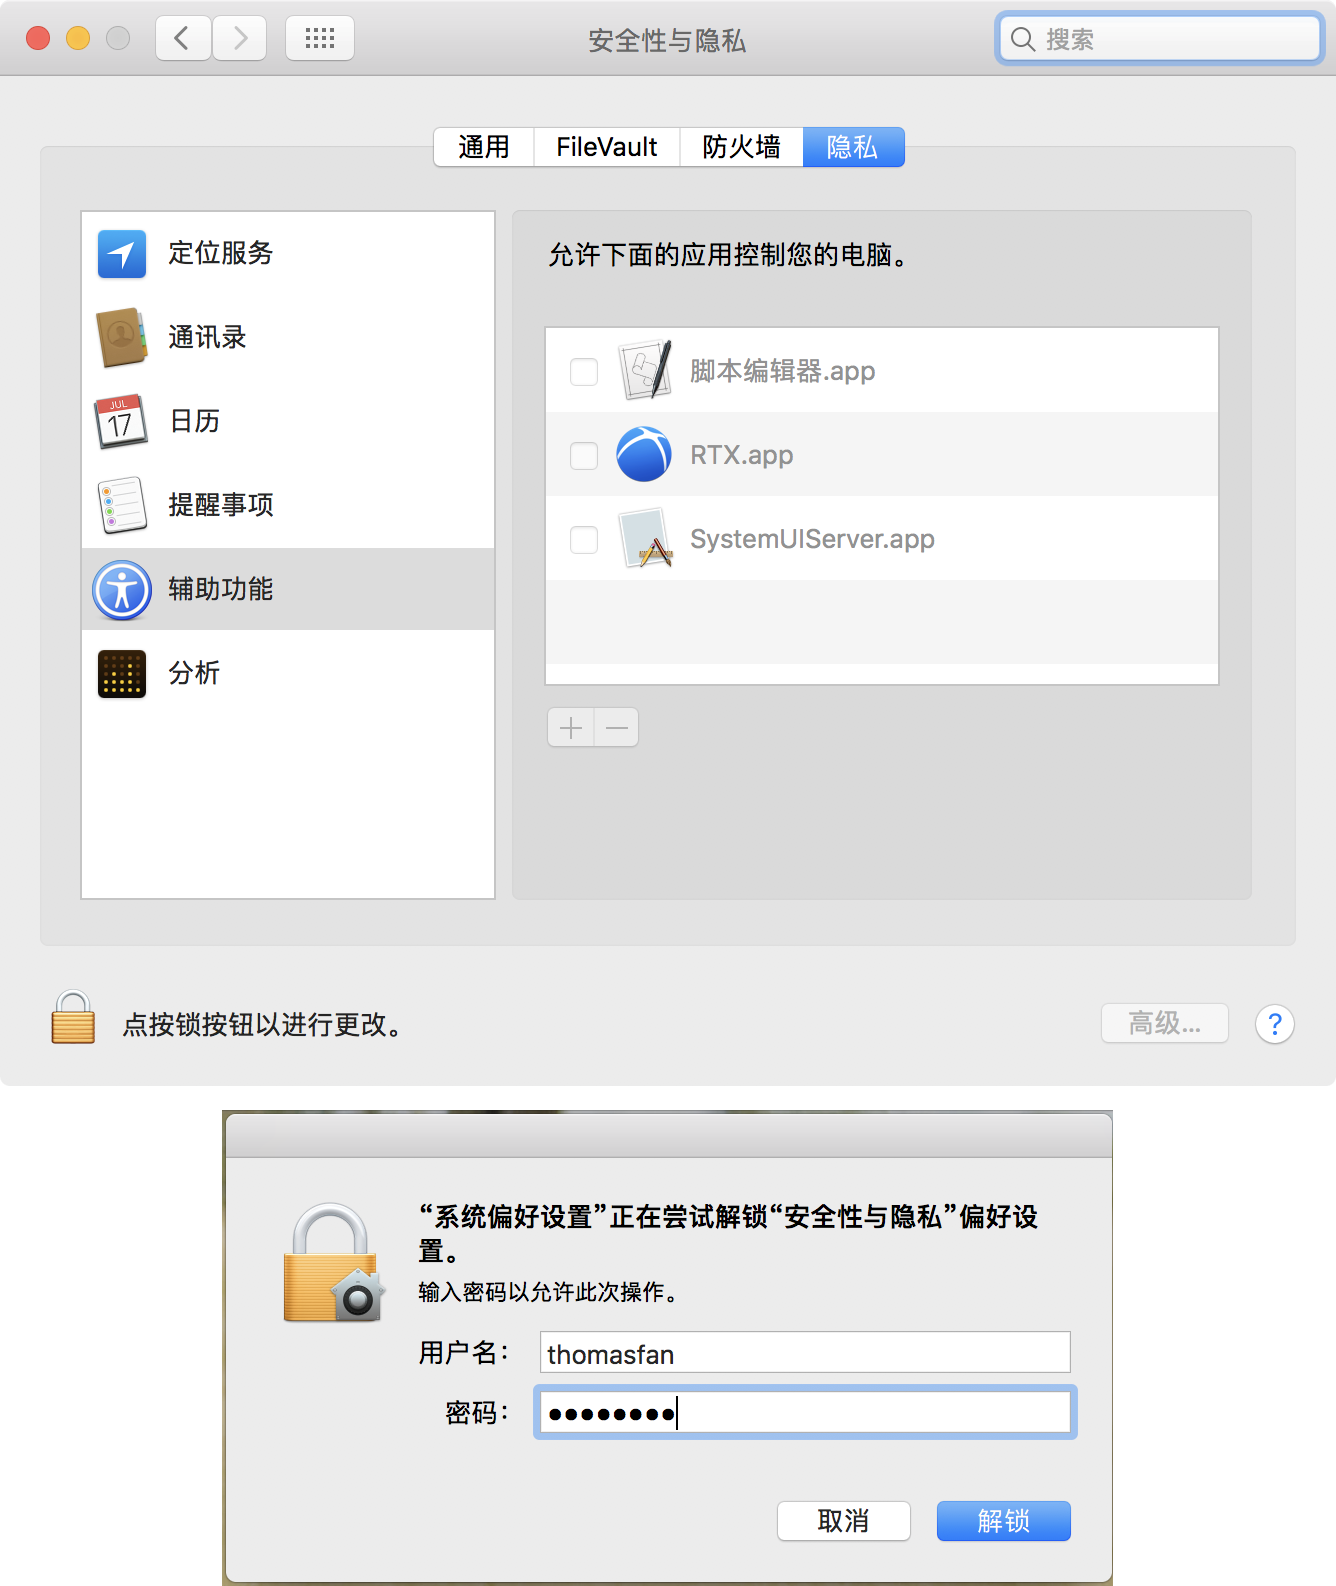 安全性与隐私
搜索
通用
FileVault
防火墙
隐私
定位服务
通讯录
JUL
17
日历
提醒事项
辅助功能
分析
允许下面的应用控制您的电脑。
脚本编辑器.app
RTX.app
SystemUIServer.app
点按锁按钮以进行更改。
高级...
?
“系统偏好设置”正在尝试解锁“安全性与隐私”偏好设
置。
输入密码以允许此次操作。
用户名： thomasfan
密码： ••••••••
取消
解锁